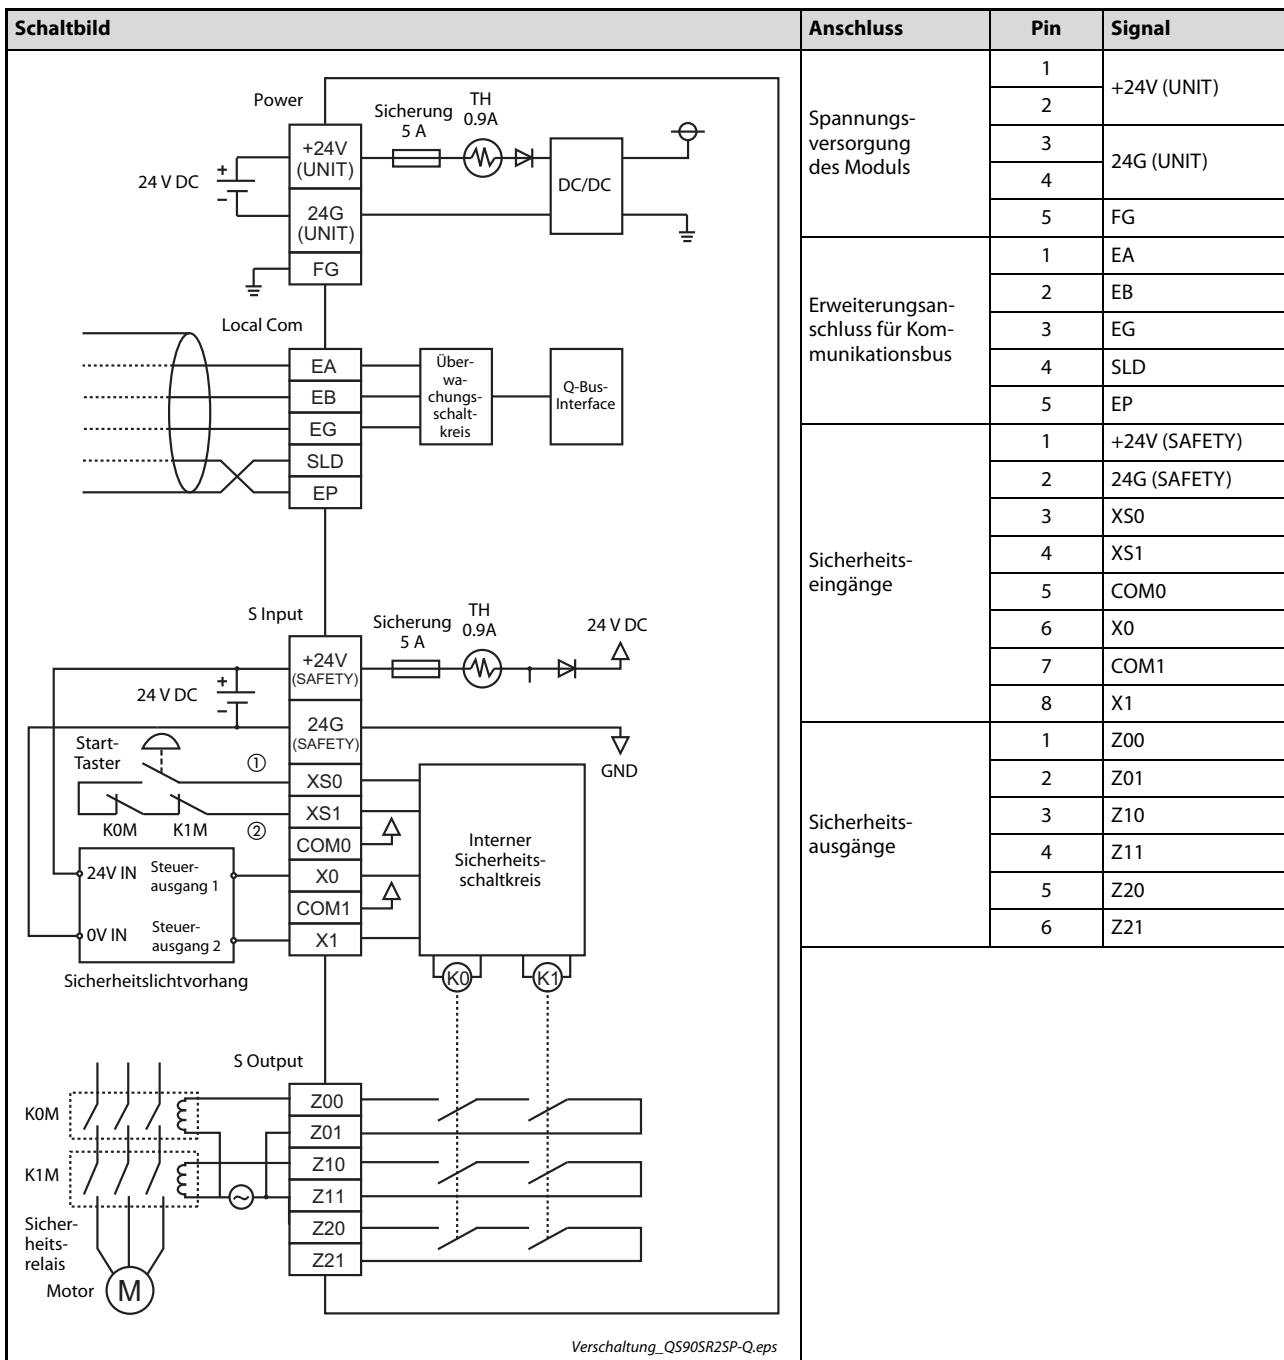 Schaltbild
Anschluss
Pin
Signal
Power
Sicherung
5 A
TH
0.9A
+24V
(UNIT)
24 V DC
+
–
24G
(UNIT)
DC/DC
FG
Local Com
EA
EB
EG
SLD
EP
Über-
wa-
chungs-
schalt-
kreis
Q-Bus-
Interface
S Input
Sicherung
5 A
TH
0.9A
24 V DC
+24V
(SAFETY)
24 V DC
+
–
24G
(SAFETY)
GND
Start-
Taster
①
XS0
XS1
K0M
K1M
②
COM0
24V IN
Steuer-
ausgang 1
X0
COM1
0V IN
Steuer-
ausgang 2
X1
Interner
Sicherheits-
schaltkreis
Sicherheitslichtvorhang
K0
K1
S Output
K0M
Z00
Z01
K1M
Z10
Z11
Z20
Z21
Sicher-
heits-
relais
Motor
M
Verschaltung_QS90SR2SP-Q.eps
Spannungs-
versorgung
des Moduls
1
2
+24V (UNIT)
3
4
24G (UNIT)
5
FG
Erweiterungsan-
schluss für Kom-
munikationsbus
1
EA
2
EB
3
EG
4
SLD
5
EP
Sicherheits-
eingänge
1
+24V (SAFETY)
2
24G (SAFETY)
3
XS0
4
XS1
5
COM0
6
X0
7
COM1
8
X1
Sicherheits-
ausgänge
1
Z00
2
Z01
3
Z10
4
Z11
5
Z20
6
Z21